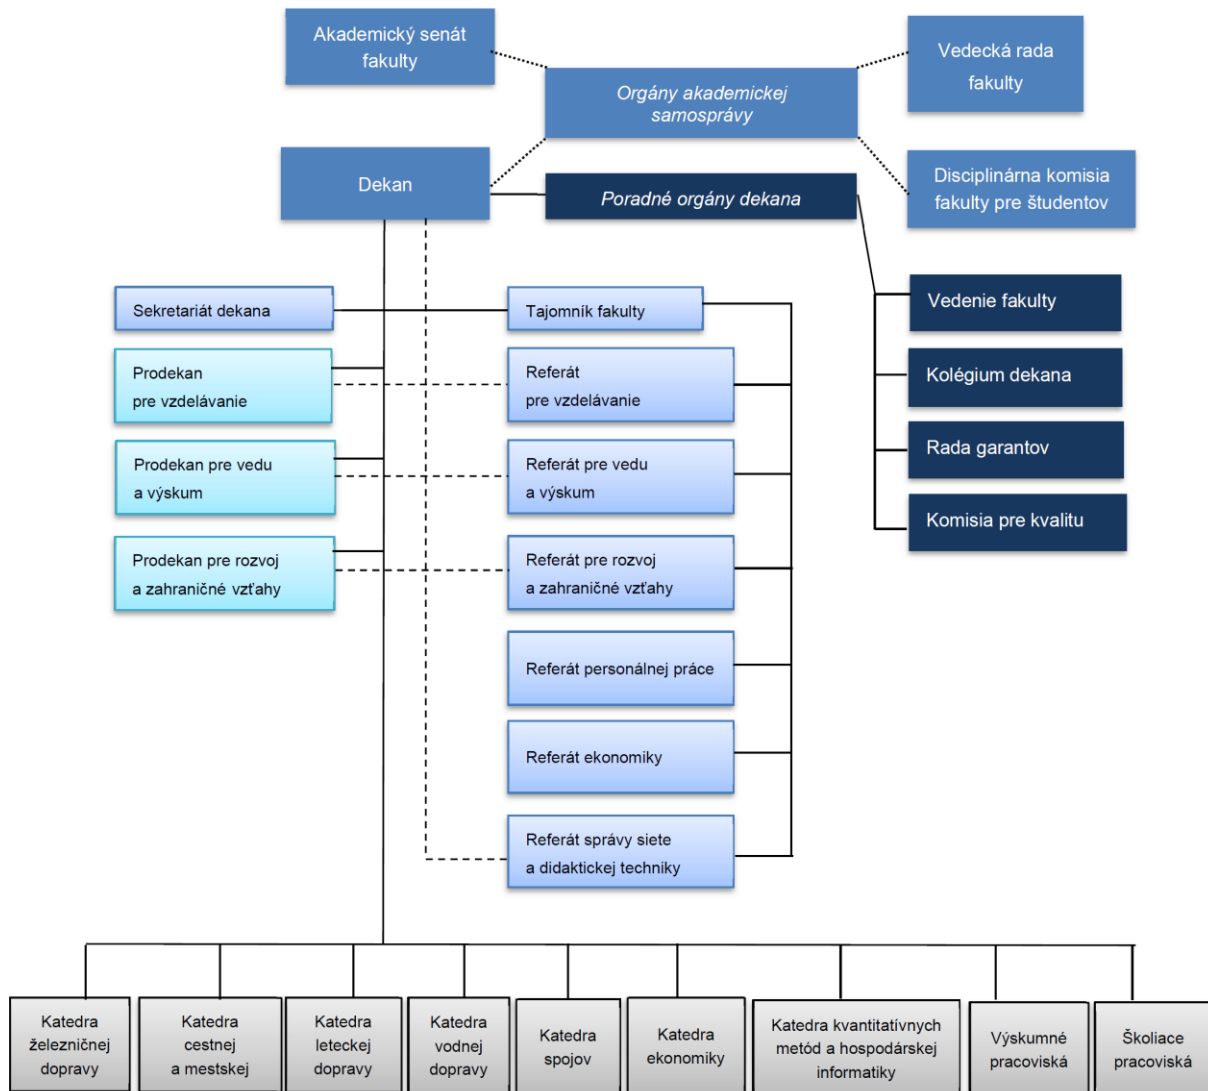 Akademický senát
fakulty
Vedecká rada
fakulty
Orgány akademickej
samosprávy
Dekan
Disciplinárna komisia
fakulty pre študentov
Poradné orgány dekana
Sekretariát dekana
Tajomník fakulty
Vedenie fakulty
Prodekan
pre vzdelávanie
Referát
pre vzdelávanie
Kolégium dekana
Prodekan pre vedu
a výskum
Referát pre vedu
a výskum
Rada garantov
Komisia pre kvalitu
Prodekan pre rozvoj
a zahraničné vzťahy
Referát pre rozvoj
a zahraničné vzťahy
Referát personálnej práce
Referát ekonomiky
Referát správy siete
a didaktickej techniky
Katedra
železničnej
dopravy
Katedra
cestnej
a mestskej
Katedra
leteckej
dopravy
Katedra
vodnej
dopravy
Katedra
spojov
Katedra
ekonomiky
Katedra kvantitatívnych
metód a hospodárskej
informatiky
Výskumné
pracoviská
Školiace
pracoviská